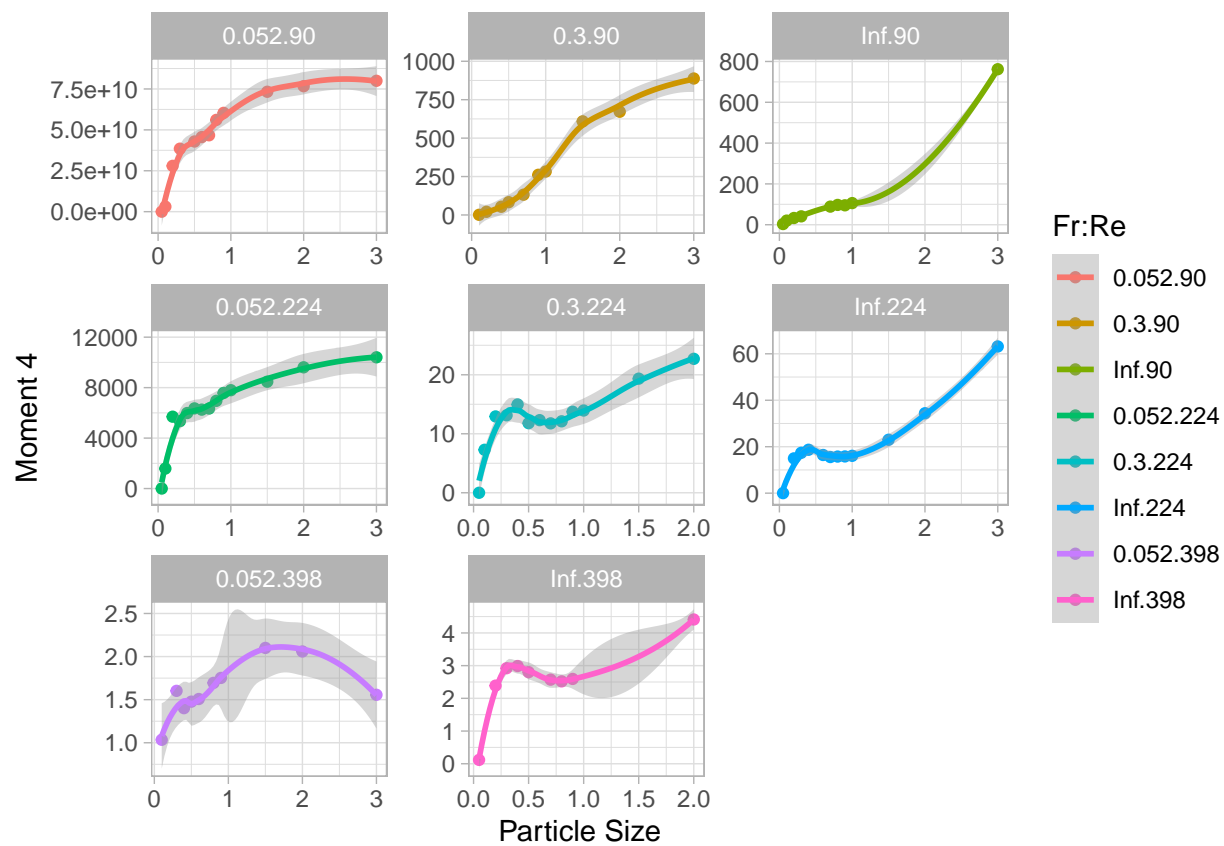 0.052.90
0.3.90
Inf.90
7.5e+10
5.0e+10
2.5e+10
0.0e+00
0 1 2 3
1000
750
500
250
0
0 1 2 3
800
600
400
200
0
0 1 2 3
0.052.224
0.3.224
Inf.224
12000
8000
4000
0
0 1 2 3
20
10
0
0.0 0.5 1.0 1.5 2.0
60
40
20
0
0 1 2 3
0.052.398
Inf.398
2.5
2.0
1.5
1.0
0 1 2 3
4
3
2
1
0
0.0 0.5 1.0 1.5 2.0
Moment 4
Particle Size
Fr:Re
0.052.90
0.3.90
Inf.90
0.052.224
0.3.224
Inf.224
0.052.398
Inf.398